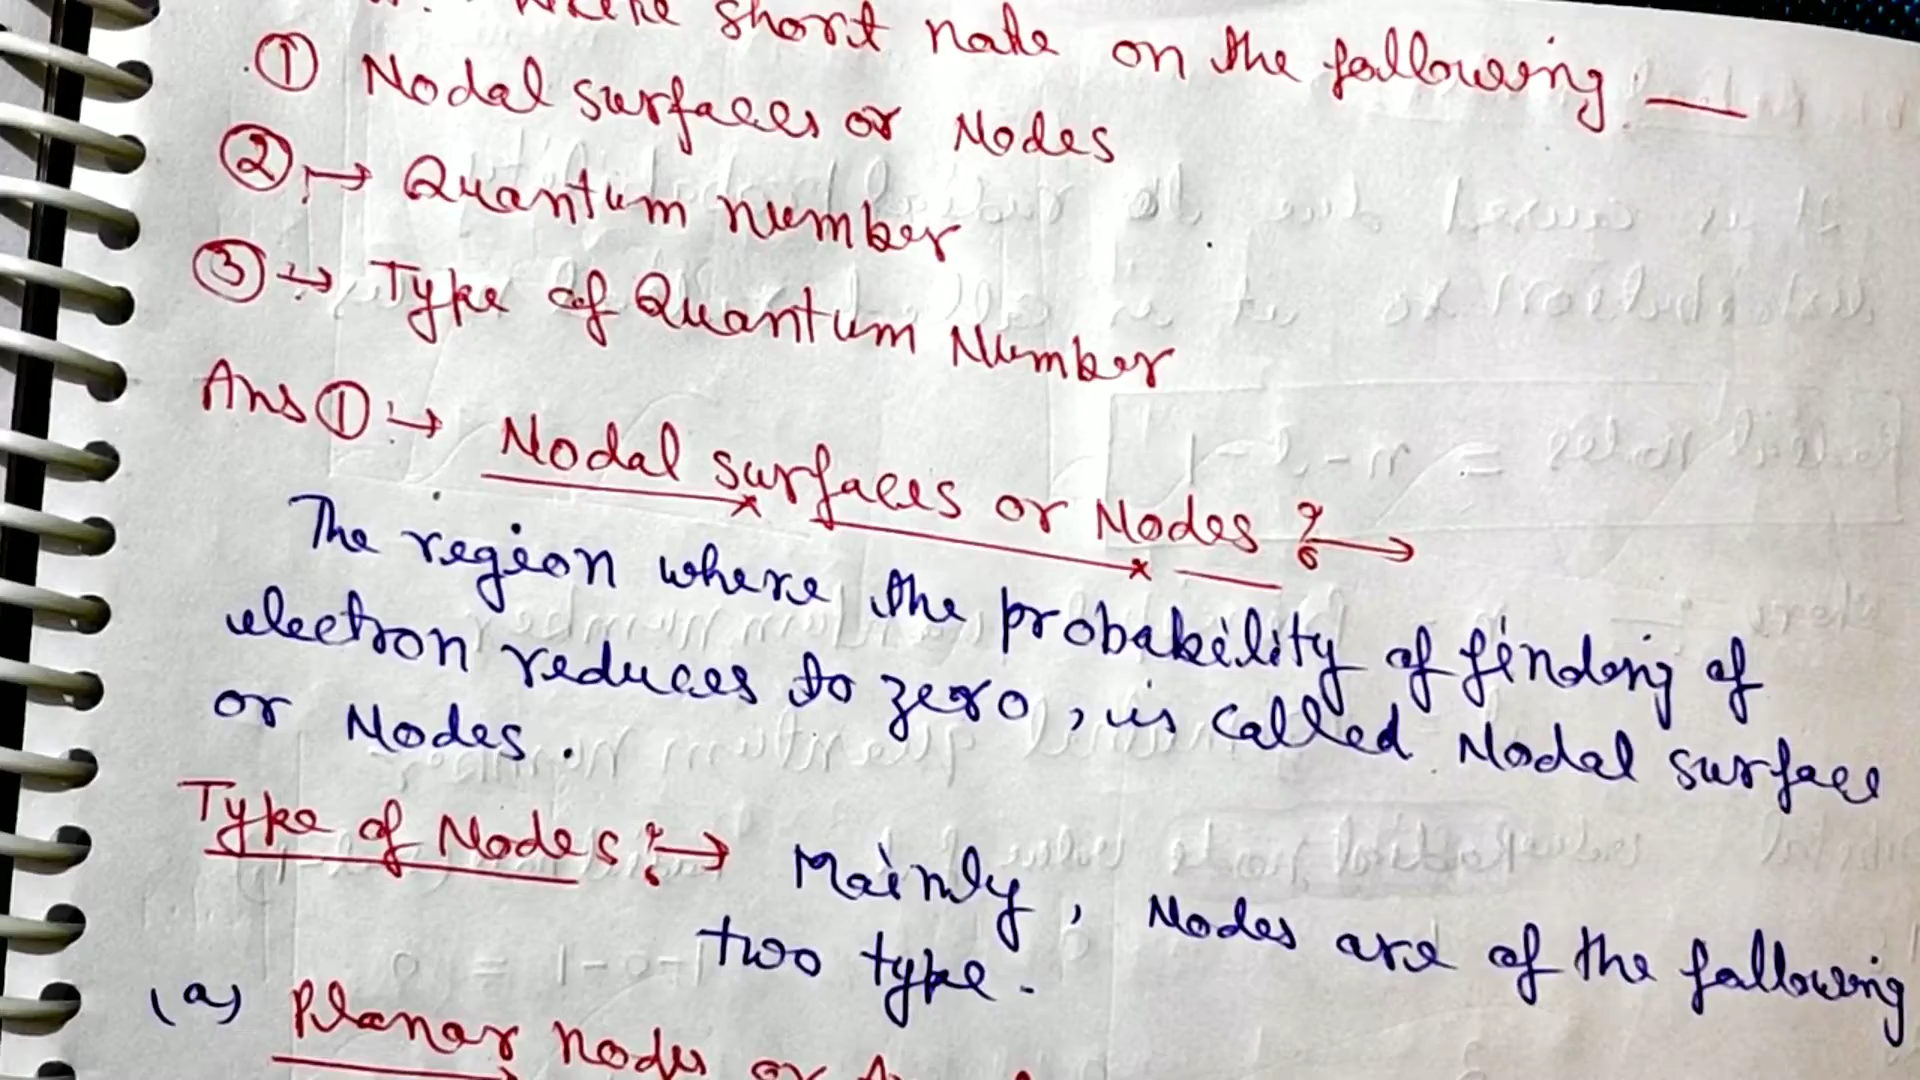 short note on the following :—
① Nodal surfaces or Nodes
② :→ Quantum number
③ :→ Type of Quantum Number
Ans ① :→ Nodal surfaces or Nodes :→
The region where the probability of finding of
electron reduces to zero, is called Nodal surface
or Nodes.
Type of Nodes :→ Mainly, Nodes are of the following
two type.
(a) Planar nodes or